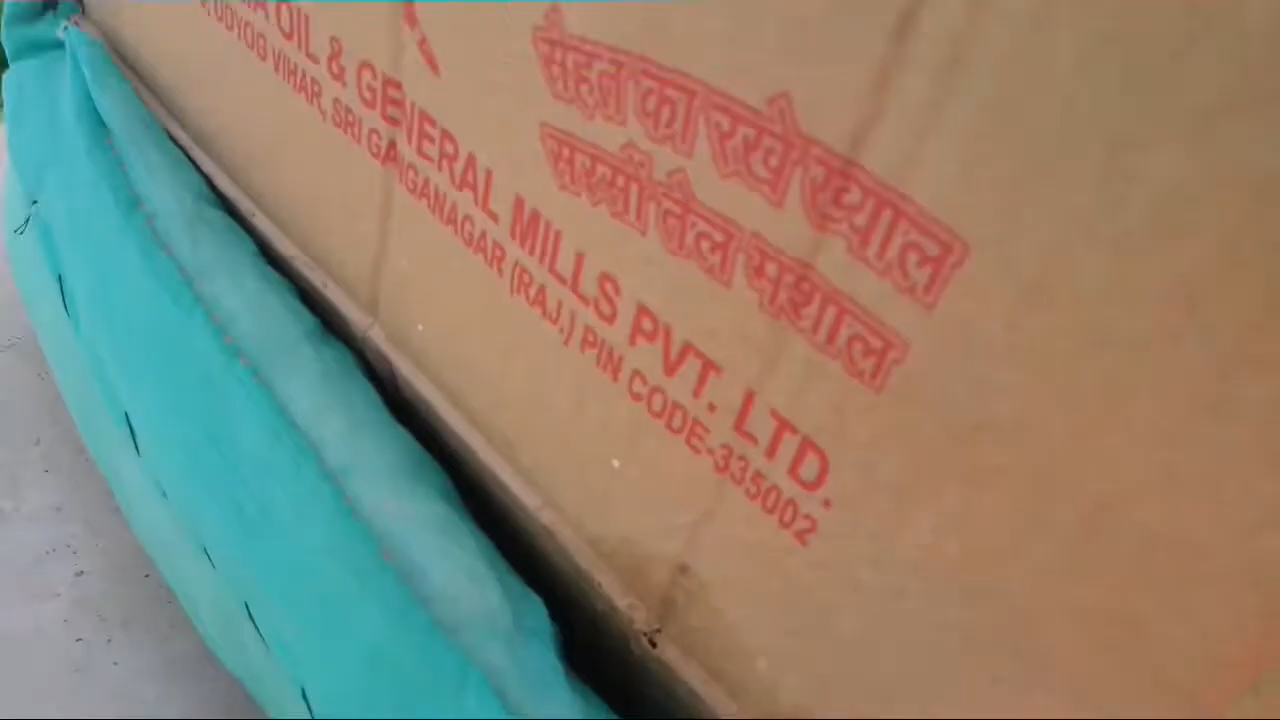 सेहत का रखे ख्याल
सरसों तेल मशाल
OIL & GENERAL MILLS PVT. LTD.
UDYOG VIHAR, SRI GANGANAGAR (RAJ.) PIN CODE-335002